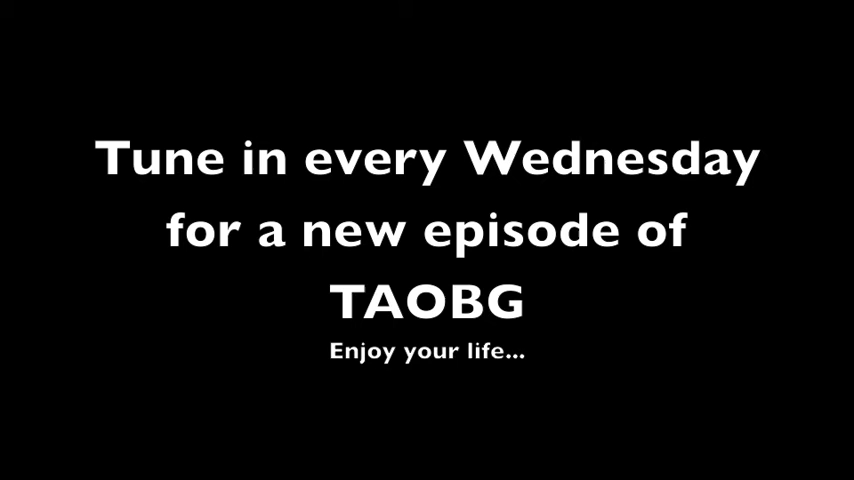 Tune in every Wednesday
for a new episode of
TAOBG
Enjoy your life...